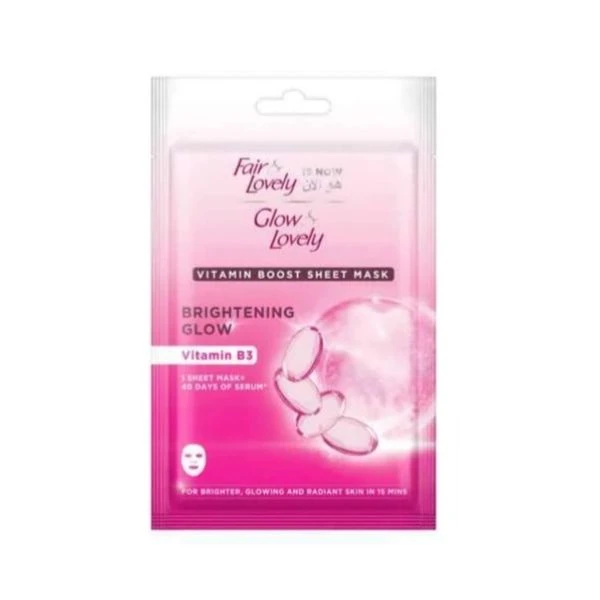 Fair & Lovely IS NOW
هي الآن
Glow & Lovely
VITAMIN BOOST SHEET MASK
BRIGHTENING
GLOW
Vitamin B3
1 SHEET MASK=
40 DAYS OF SERUM*
FOR BRIGHTER, GLOWING AND RADIANT SKIN IN 15 MINS